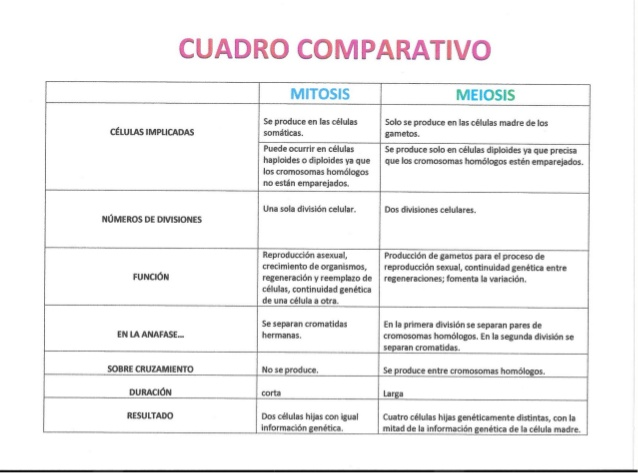 CUADRO COMPARATIVO
MITOSIS
MEIOSIS
CÉLULAS IMPLICADAS
Se produce en las células
somáticas.
Solo se produce en las células madre de los
gametos.
Puede ocurrir en células
haploides o diploides ya que
los cromosomas homólogos
no están emparejados.
Se produce solo en células diploides ya que precisa
que los cromosomas homólogos estén emparejados.
NÚMEROS DE DIVISIONES
Una sola división celular.
Dos divisiones celulares.
FUNCIÓN
Reproducción asexual,
crecimiento de organismos,
regeneración y reemplazo de
células, continuidad genética
de una célula a otra.
Producción de gametos para el proceso de
reproducción sexual, continuidad genética entre
regeneraciones; fomenta la variación.
EN LA ANAFASE...
Se separan cromatidas
hermanas.
En la primera división se separan pares de
cromosomas homólogos. En la segunda división se
separan cromatidas.
SOBRE CRUZAMIENTO
No se produce.
Se produce entre cromosomas homólogos.
DURACIÓN
corta
Larga
RESULTADO
Dos células hijas con igual
información genética.
Cuatro células hijas genéticamente distintas, con la
mitad de la información genética de la célula madre.